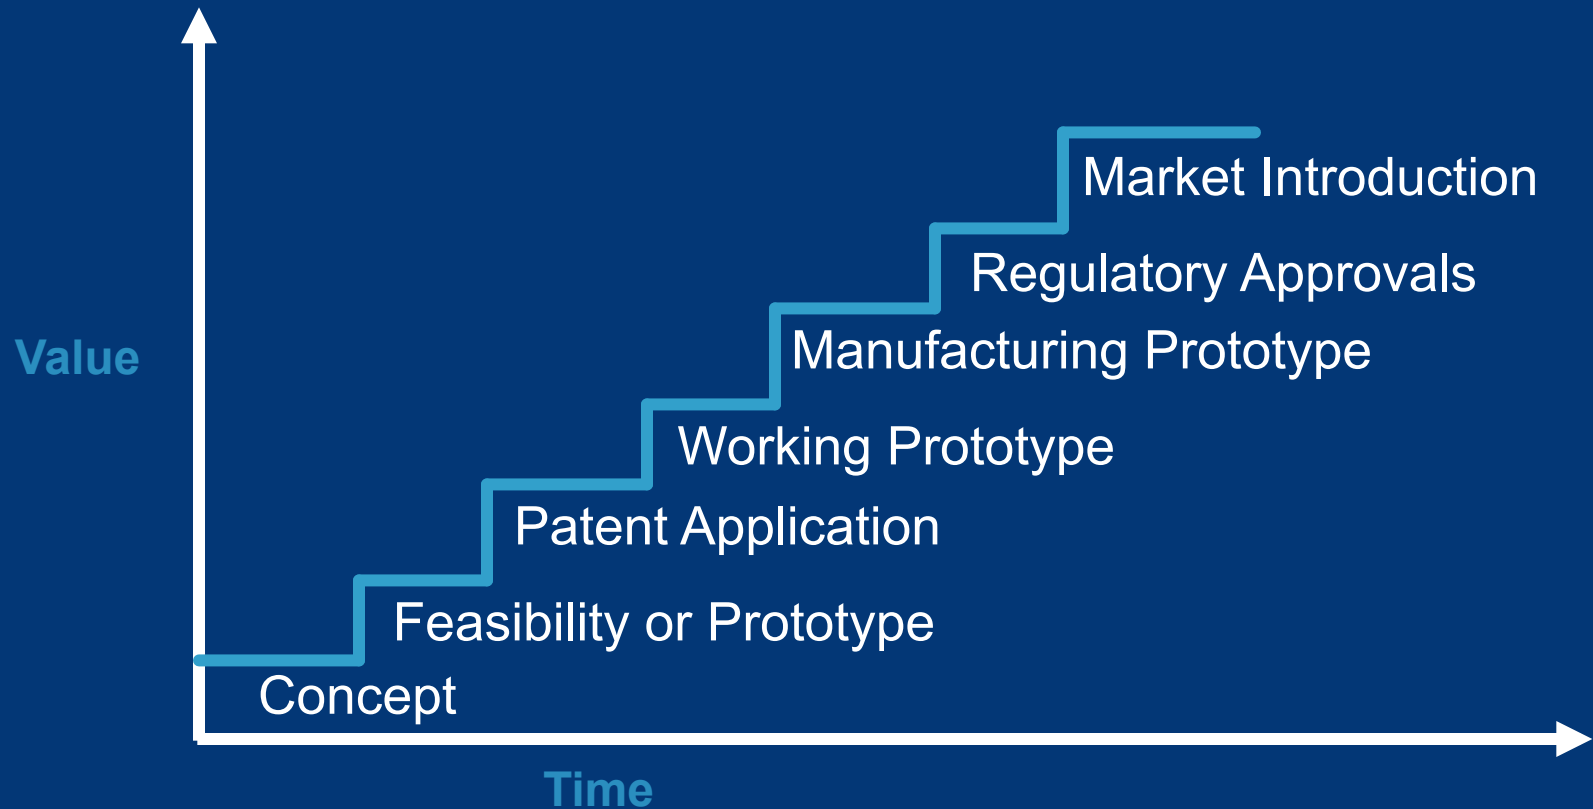 Market Introduction
Regulatory Approvals
Manufacturing Prototype
Value
Working Prototype
Patent Application
Feasibility or Prototype
Concept
Time